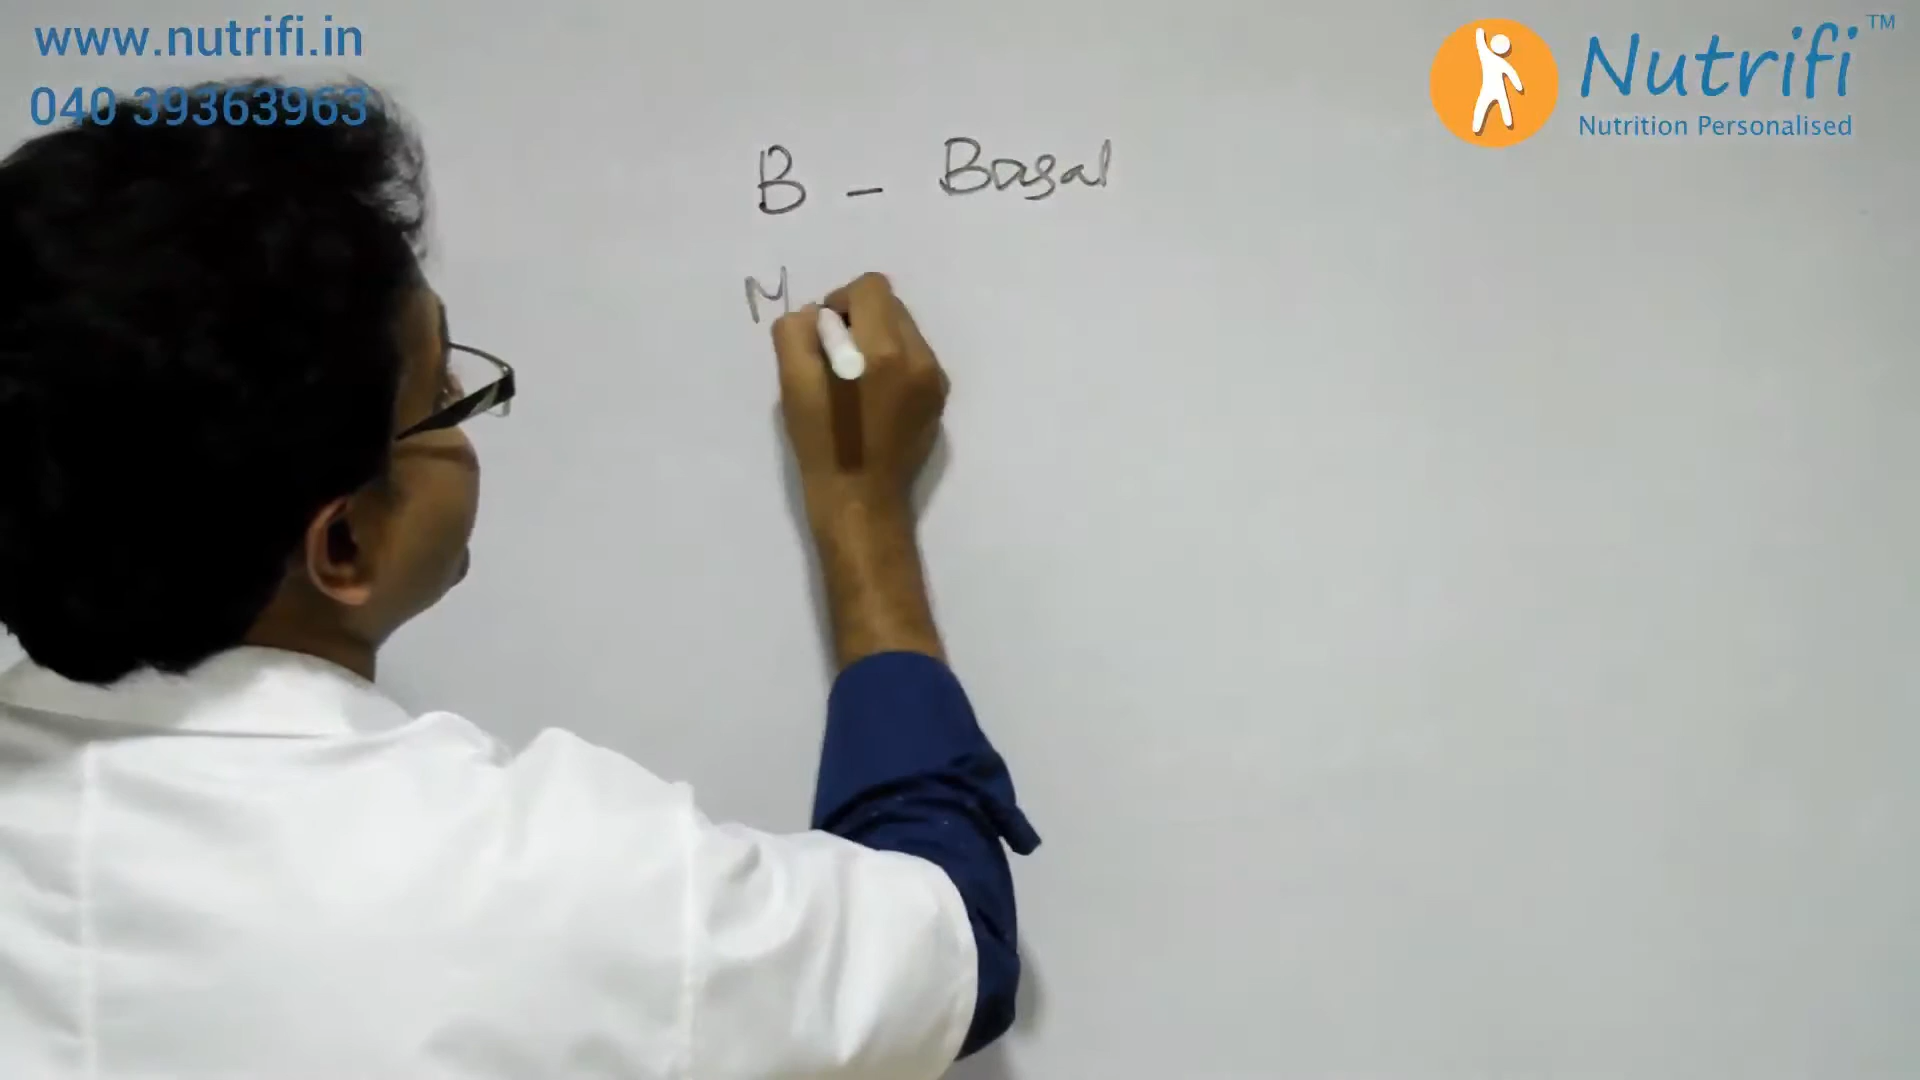 www.nutrifi.in
040 39363963
Nutrifi™
Nutrition Personalised
B - Basal
M -